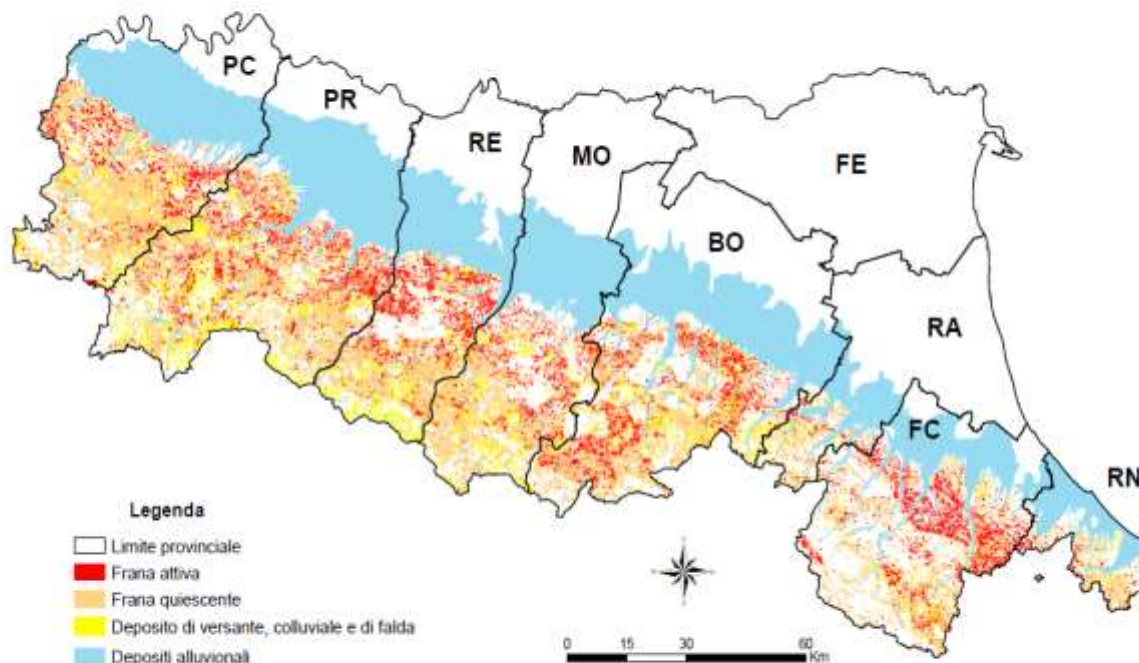 PC
PR
RE
MO
FE
BO
RA
FC
RN
Legenda
Limite provinciale
Frana attiva
Frana quiescente
Deposito di versante, colluviale e di falda
Depositi alluvionali
0 15 30 60
Km